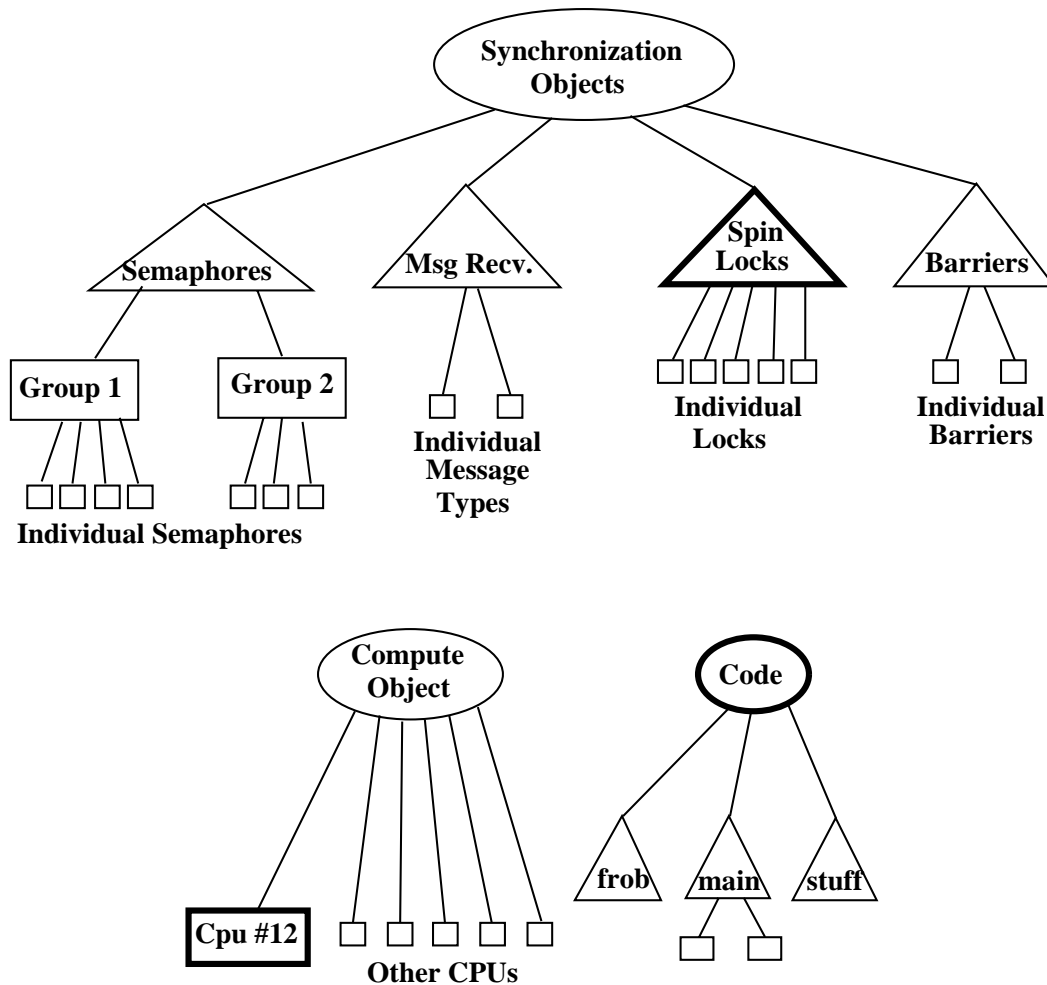 Synchronization
Objects
Semaphores
Msg Recv.
Spin
Locks
Barriers
Group 1
Group 2
Individual Semaphores
Individual
Message
Types
Individual
Locks
Individual
Barriers
Compute
Object
Code
Cpu #12
Other CPUs
frob
main
stuff